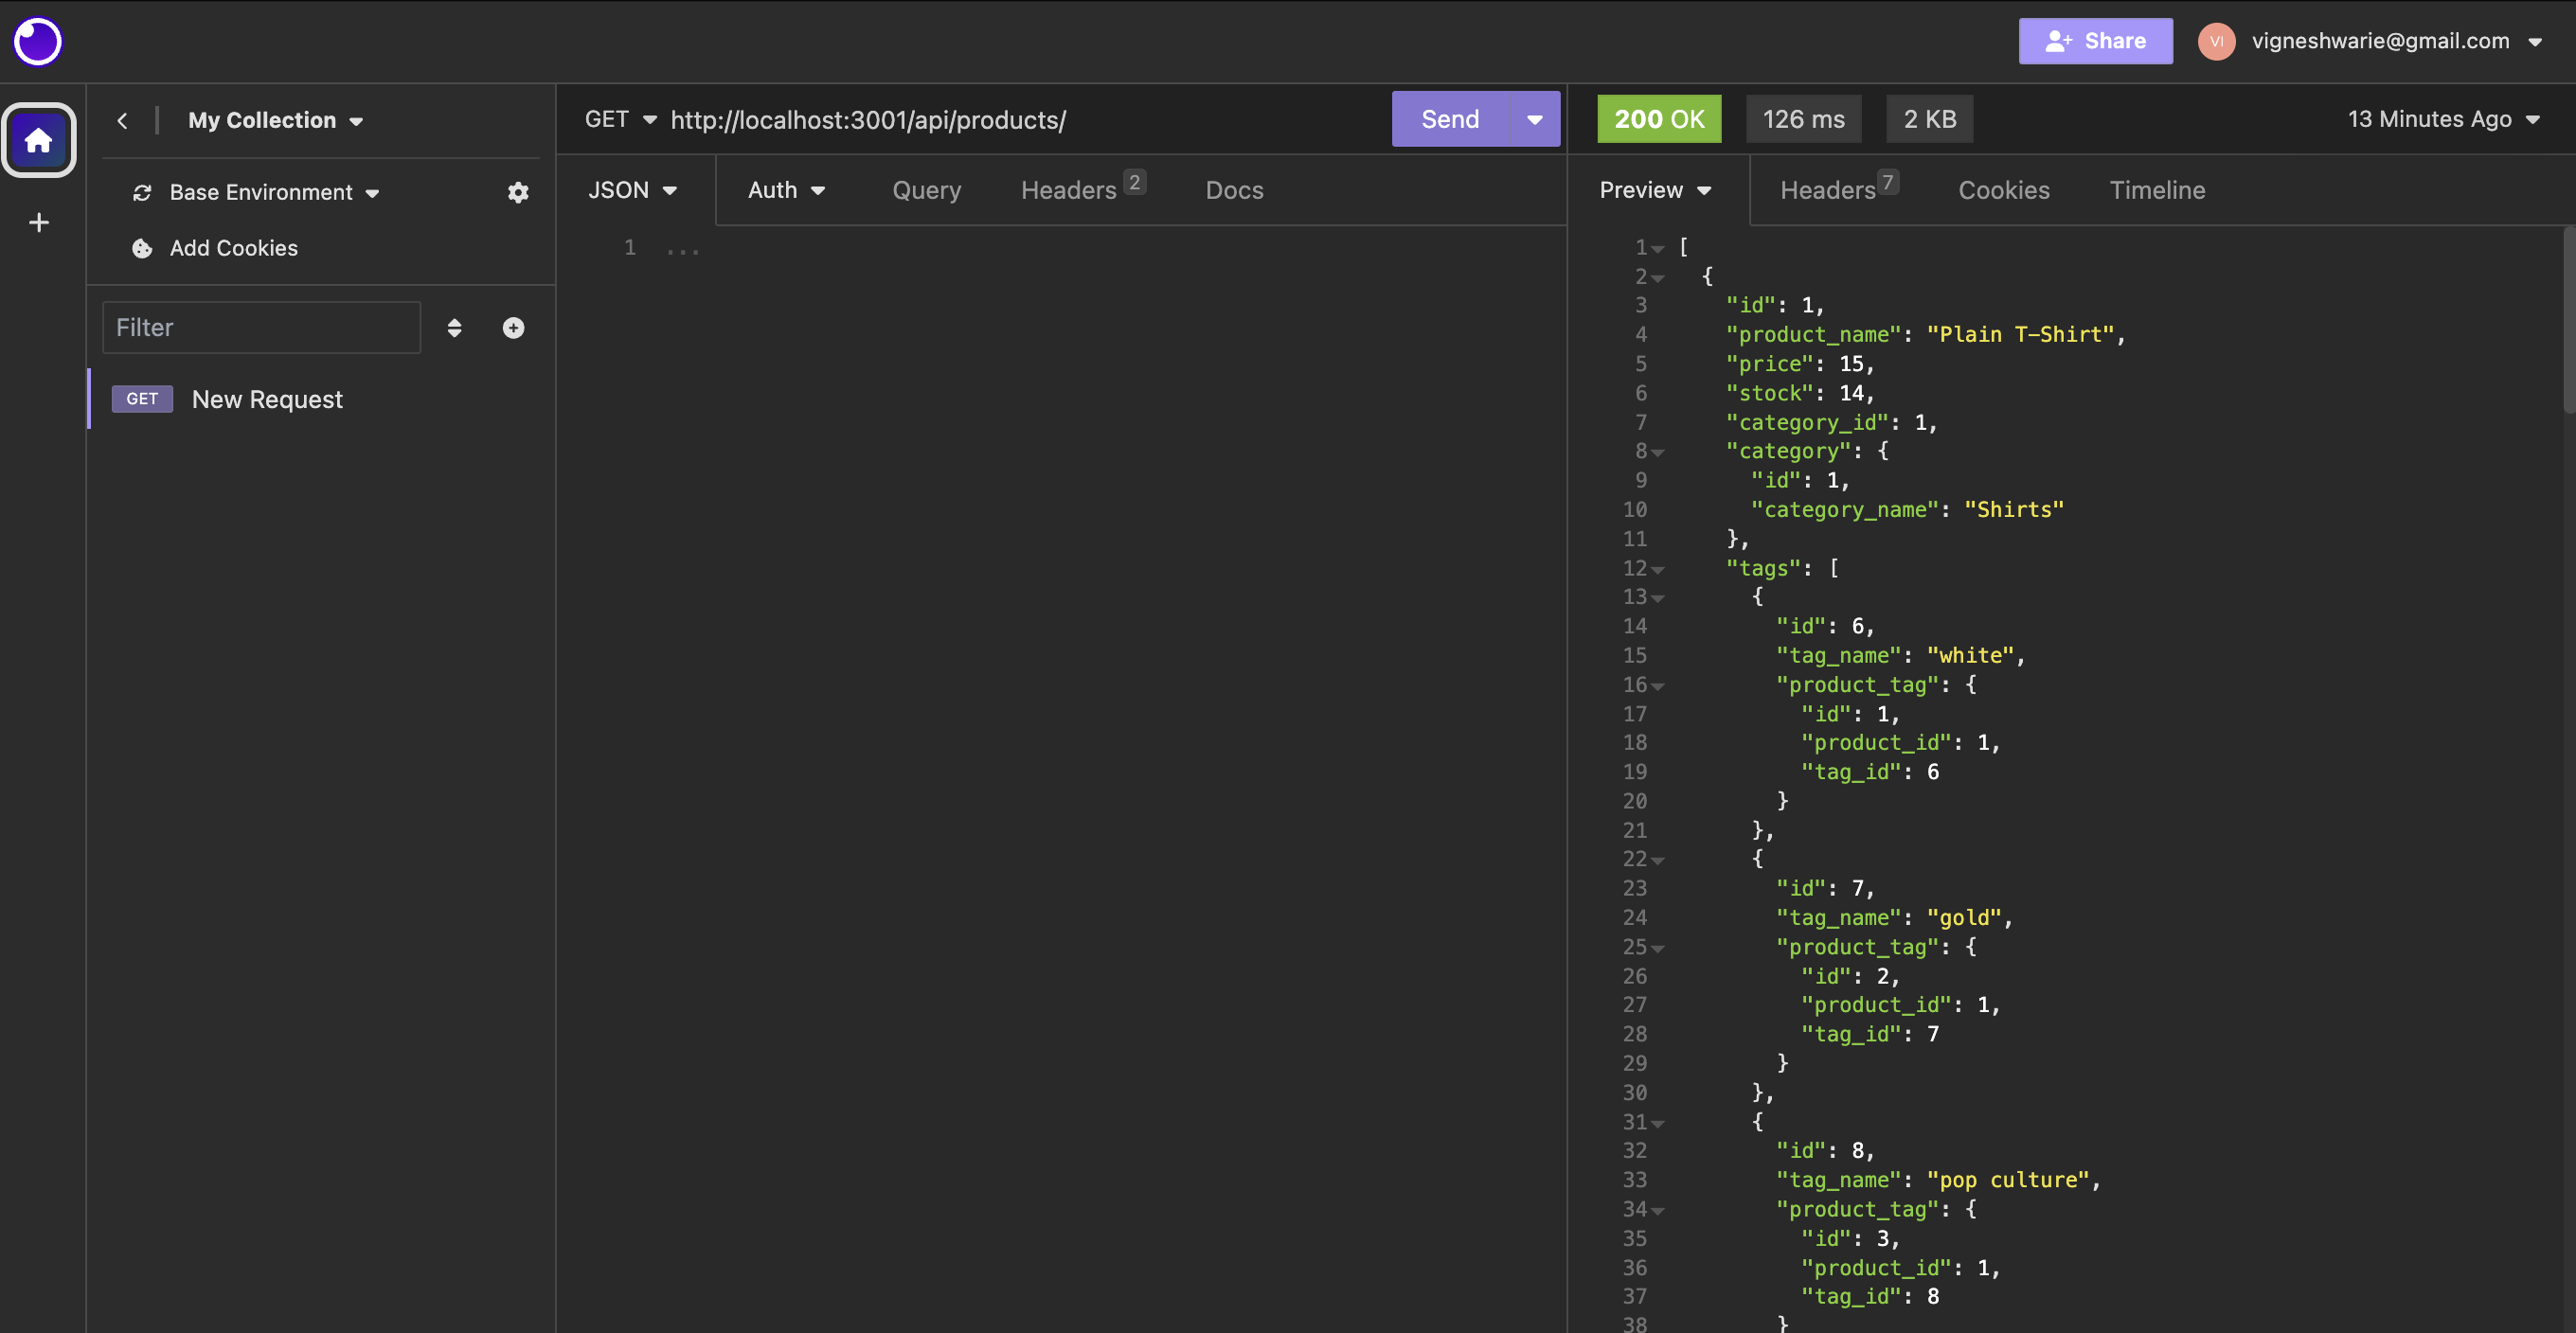 Share
VI
vigneshwarie@gmail.com
My Collection
Base Environment
Add Cookies
Filter
GET New Request
GET http://localhost:3001/api/products/
Send
JSON Auth Query Headers 2 Docs
1 ...
200 OK 126 ms 2 KB 13 Minutes Ago
Preview Headers 7 Cookies Timeline
1 [
2 {
3 "id": 1,
4 "product_name": "Plain T-Shirt",
5 "price": 15,
6 "stock": 14,
7 "category_id": 1,
8 "category": {
9 "id": 1,
10 "category_name": "Shirts"
11 },
12 "tags": [
13 {
14 "id": 6,
15 "tag_name": "white",
16 "product_tag": {
17 "id": 1,
18 "product_id": 1,
19 "tag_id": 6
20 }
21 },
22 {
23 "id": 7,
24 "tag_name": "gold",
25 "product_tag": {
26 "id": 2,
27 "product_id": 1,
28 "tag_id": 7
29 }
30 },
31 {
32 "id": 8,
33 "tag_name": "pop culture",
34 "product_tag": {
35 "id": 3,
36 "product_id": 1,
37 "tag_id": 8
38 }